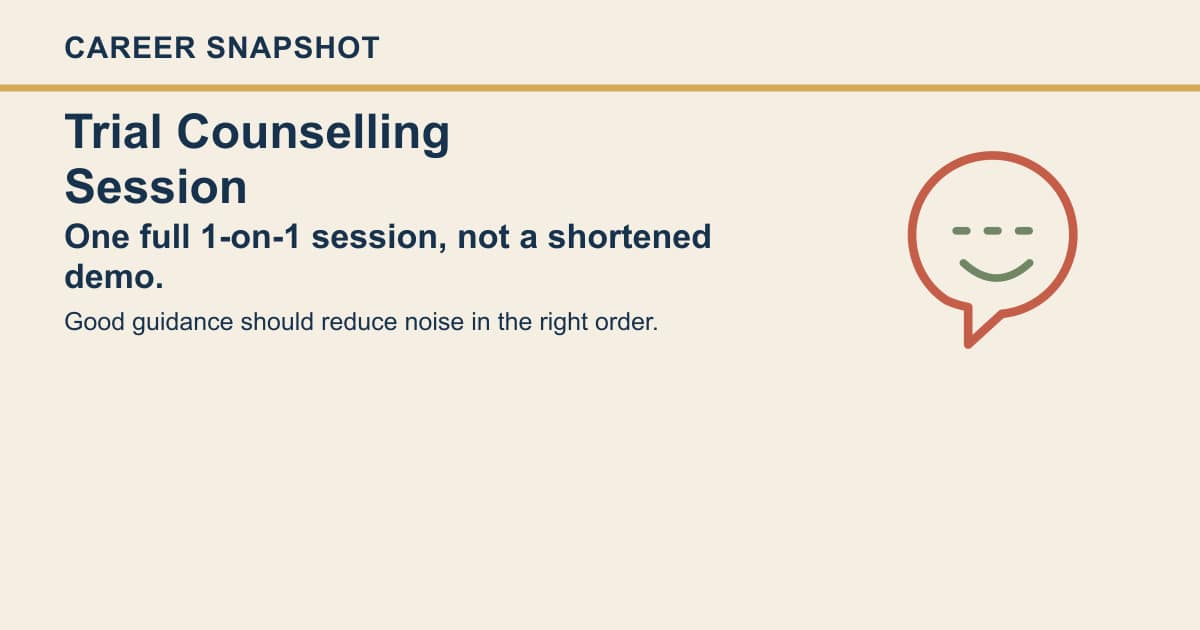 CAREER SNAPSHOT
Trial Counselling
Session
One full 1-on-1 session, not a shortened
demo.
Good guidance should reduce noise in the right order.